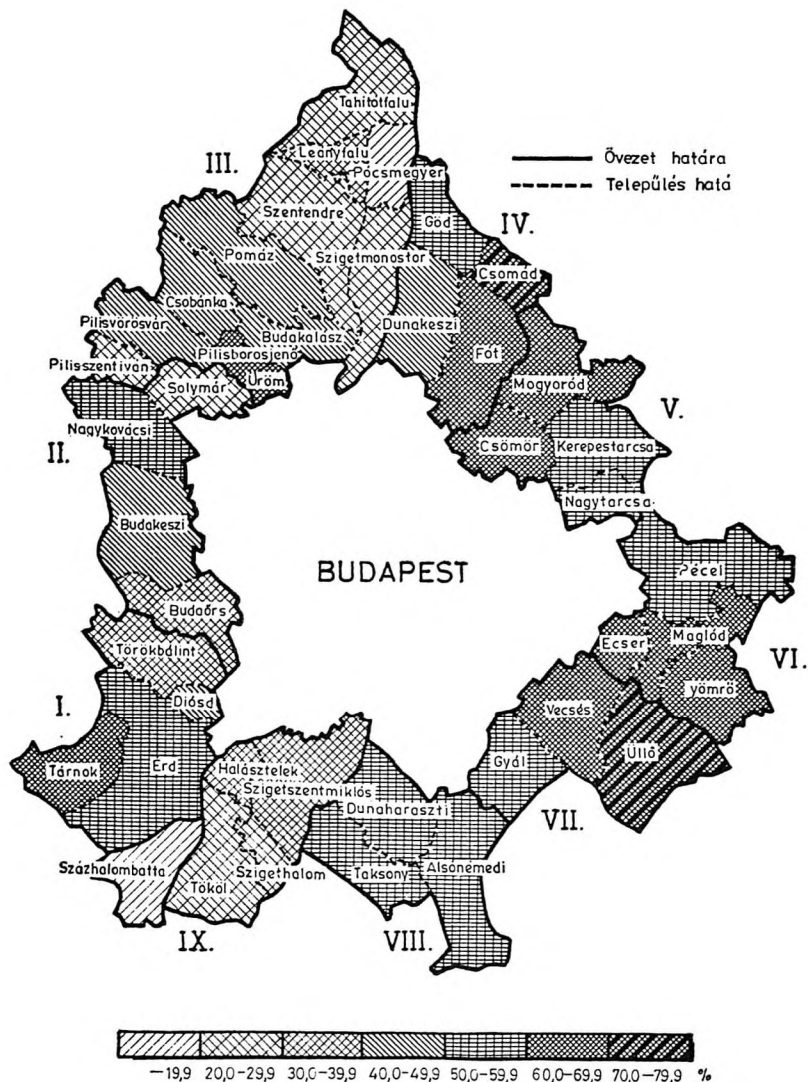 Tahitótfalu
III.
Leányfalu
Pócsmegyer
Övezet határa
Település hatá
Szentendre
Göd
IV.
Pomáz
Szigetmonostor
Csomád
Csobánka
Pilisvörösvár
Budakalász
Dunakeszi
Pilisborosjenő
Fót
Pilisszentiván
Solymár
Üröm
Mogyoród
V.
Nagykovácsi
Csömör
Kerepestarcsa
II.
Nagytarcsa
Budakeszi
BUDAPEST
Pécel
Budaörs
Ecser
Maglód
VI.
Törökbálint
yömrő
I.
Diósd
Vecsés
Üllő
Tárnok
Érd
Halásztelek
Gyál
Szigetszentmiklós
Dunaharaszti
VII.
Százhalombatta
Szigethalom
Taksony
Alsónémedi
Tököl
IX.
VIII.
—19,9 20,0-29,9 30,0-39,9 40,0-49,9 50,0-59,9 60,0-69,9 70,0-79,9 %